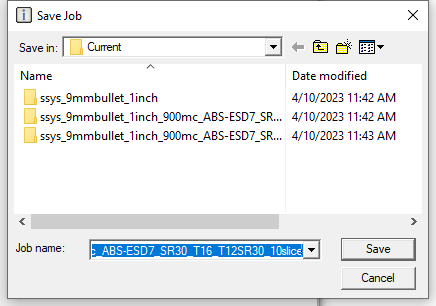 Save Job
Save in: Current
Name Date modified
ssys_9mmbullet_1inch 4/10/2023 11:42 AM
ssys_9mmbullet_1inch_900mc_ABS-ESD7_SR... 4/10/2023 11:42 AM
ssys_9mmbullet_1inch_900mc_ABS-ESD7_SR... 4/10/2023 11:43 AM
Job name: c_ABS-ESD7_SR30_T16_T12SR30_10slice Save
Cancel